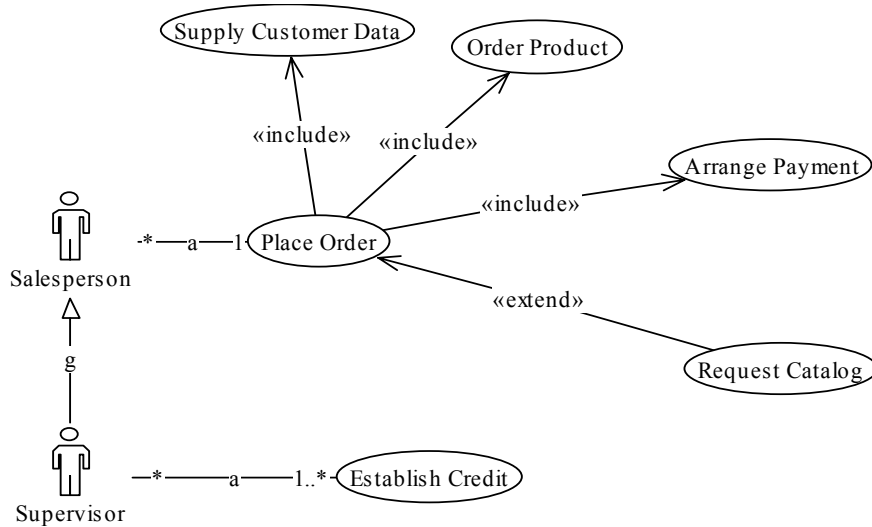 Supply Customer Data
Order Product
«include»
«include»
Arrange Payment
«include»
* a 1
Place Order
Salesperson
«extend»
g
Request Catalog
* a 1..*
Establish Credit
Supervisor